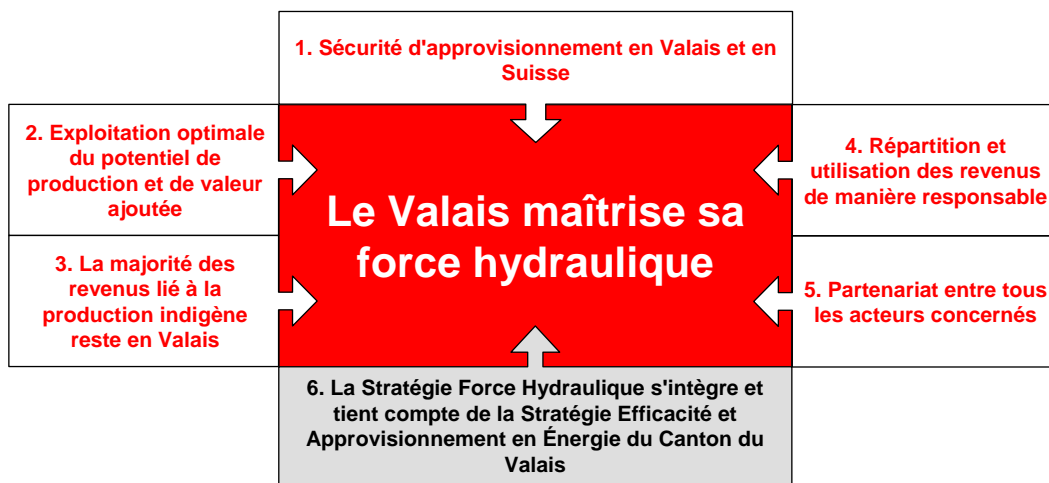 1. Sécurité d'approvisionnement en Valais et en
Suisse
2. Exploitation optimale
du potentiel de
production et de valeur
ajoutée
3. La majorité des
revenus lié à la
production indigène
reste en Valais
Le Valais maîtrise sa
force hydraulique
4. Répartition et
utilisation des revenus
de manière responsable
5. Partenariat entre tous
les acteurs concernés
6. La Stratégie Force Hydraulique s'intègre et
tient compte de la Stratégie Efficacité et
Approvisionnement en Énergie du Canton du
Valais